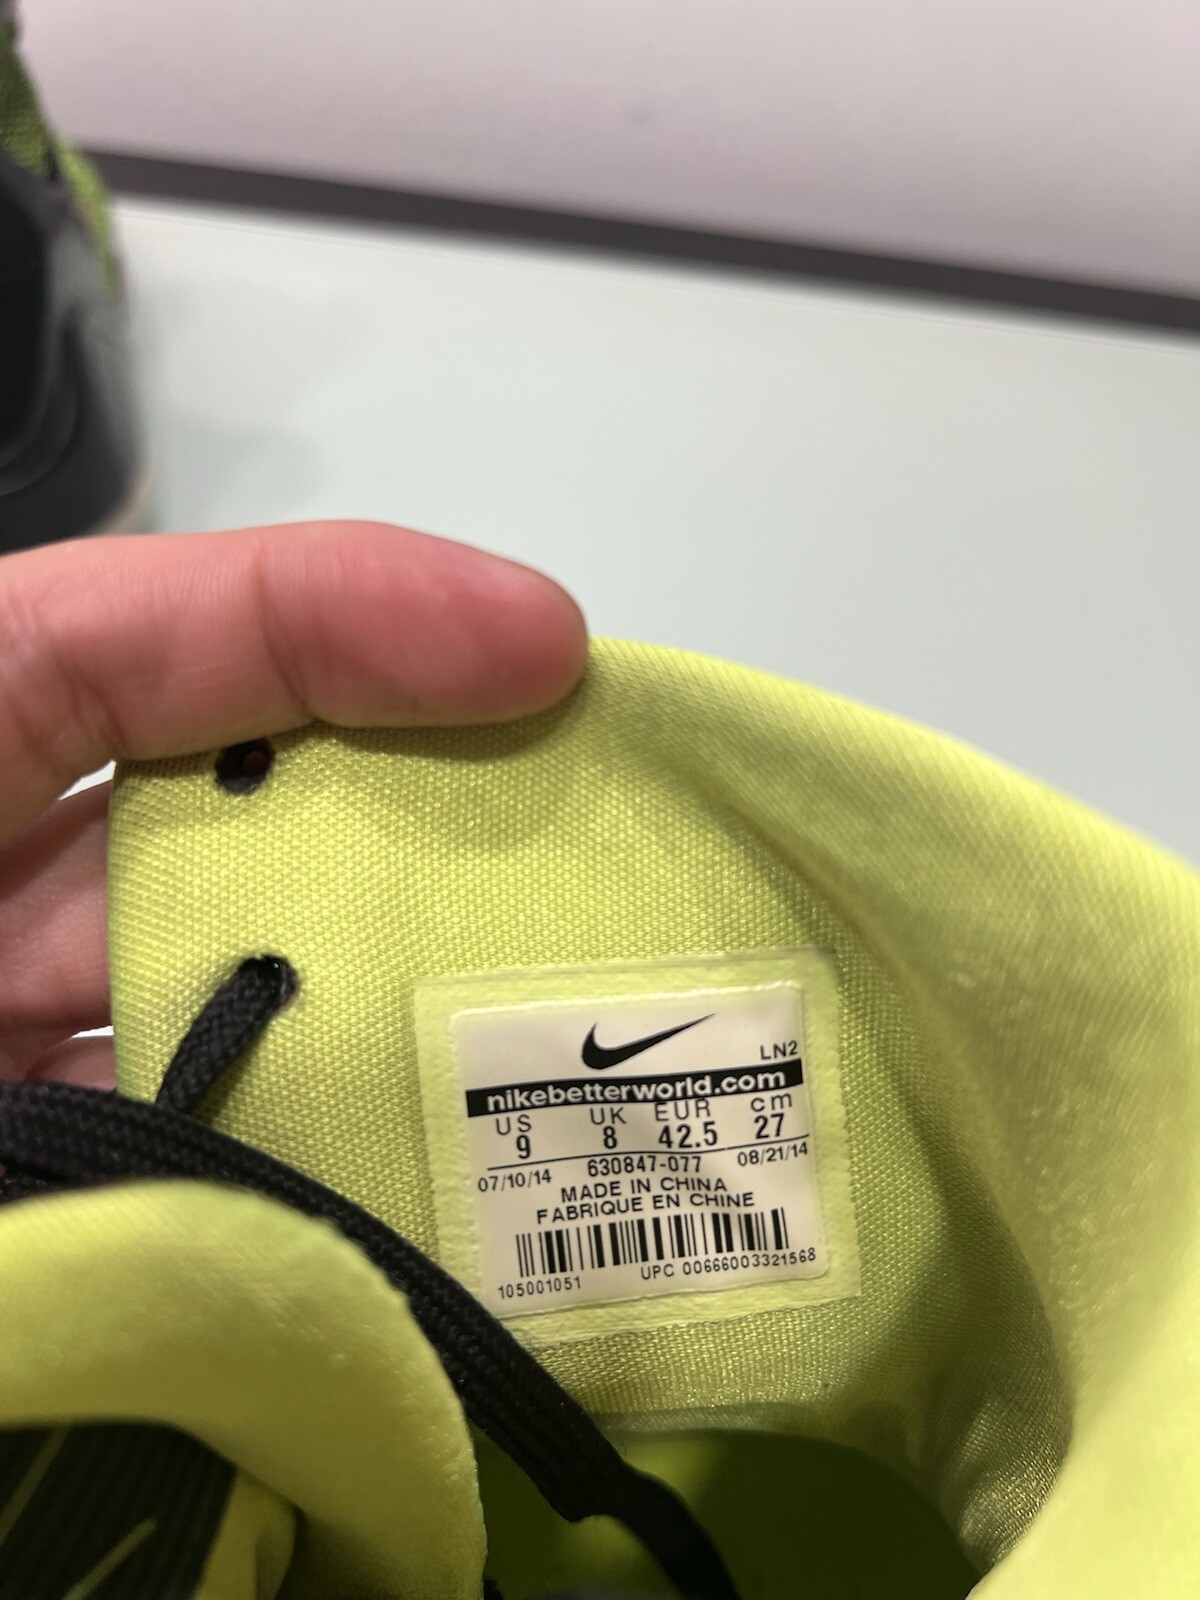 LN2
nikebetterworld.com
US UK EUR cm
9 8 42.5 27
07/10/14 630847-077 08/21/14
MADE IN CHINA
FABRIQUE EN CHINE
105001051 UPC 00666003321568